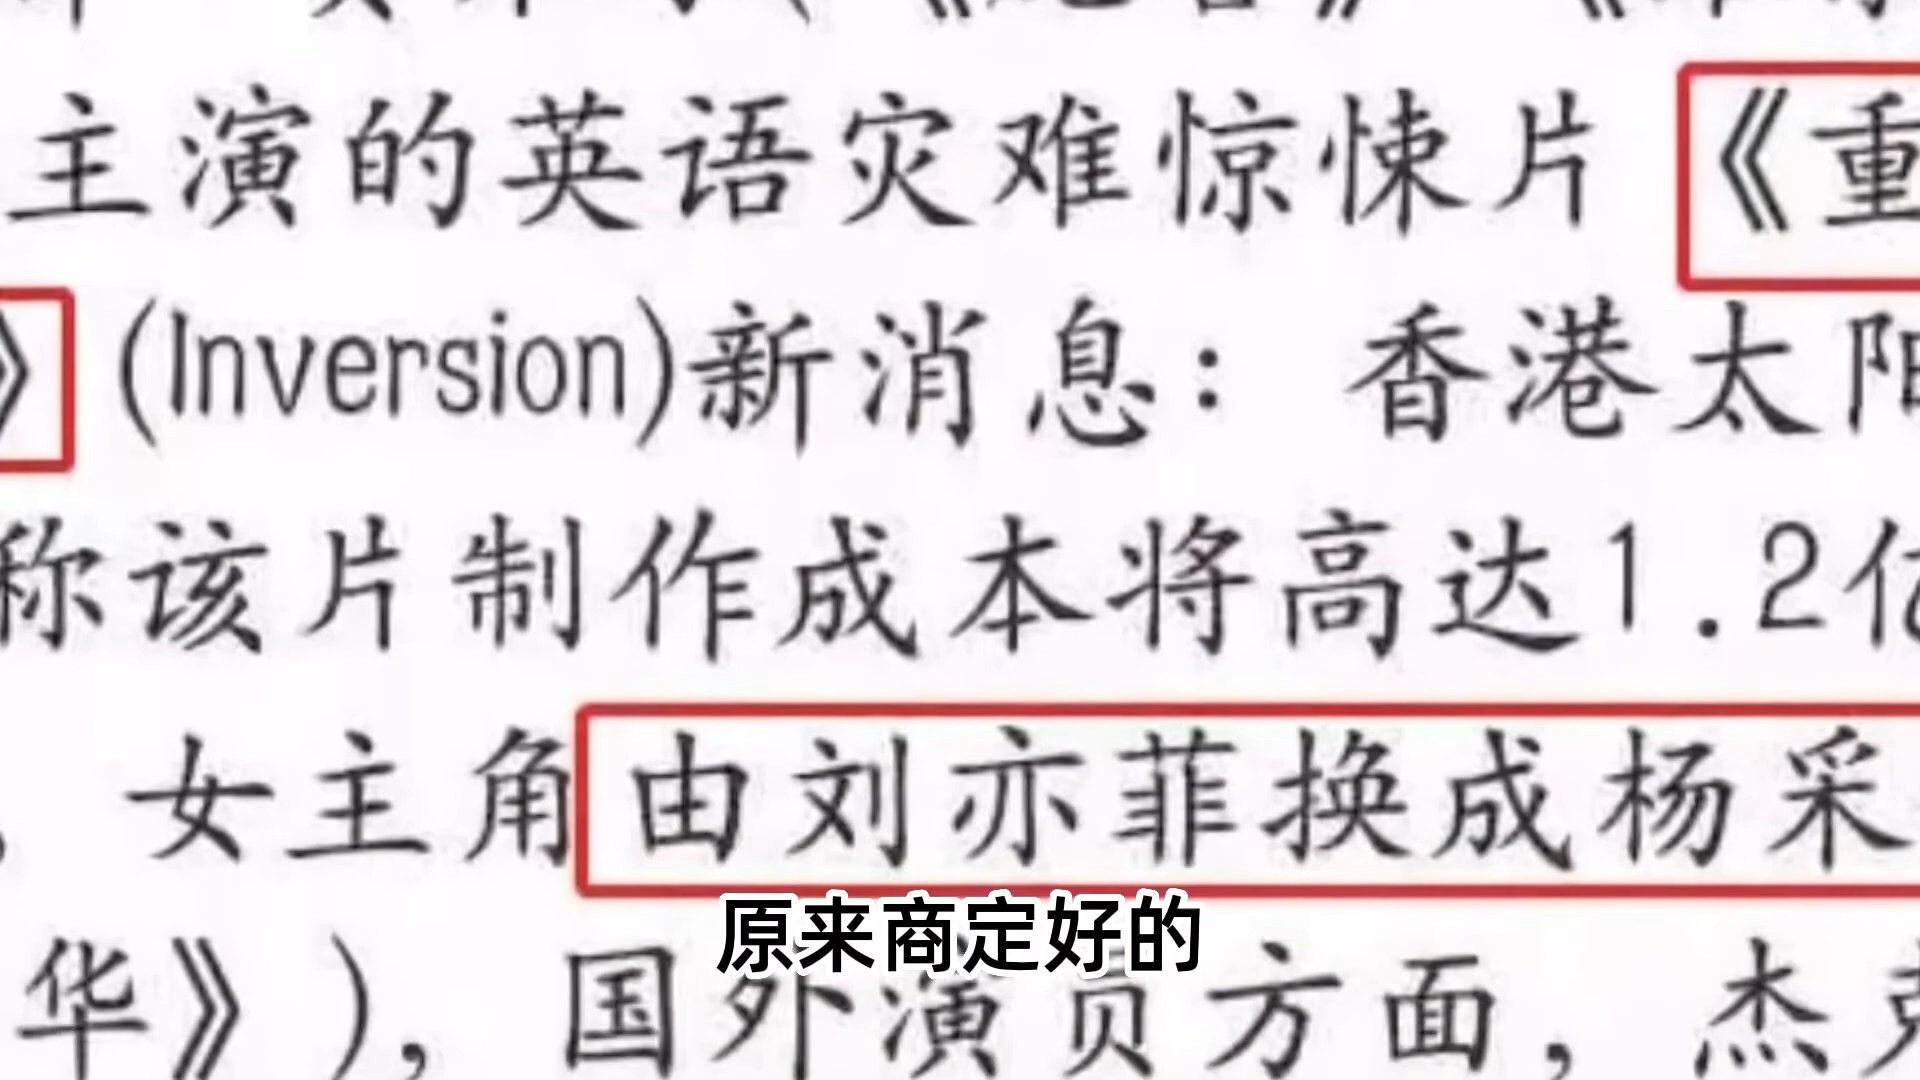 主演的英语灾难惊悚片《重
》(Inversion)新消息：香港太阳
称该片制作成本将高达1.2亿
，女主角由刘亦菲换成杨采
原来商定好的
华》)，国外演员方面，杰克